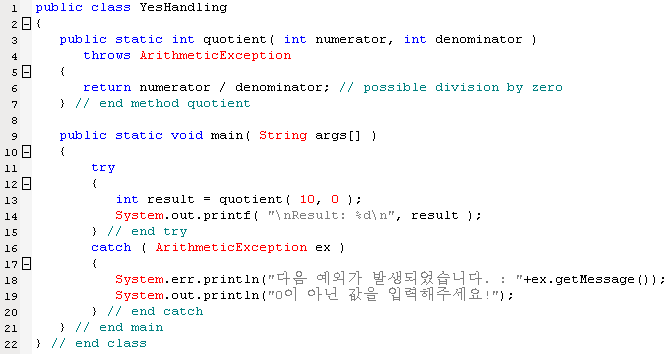 1 public class YesHandling
2 {
3 public static int quotient( int numerator, int denominator )
4 throws ArithmeticException
5 {
6 return numerator / denominator; // possible division by zero
7 } // end method quotient
8
9 public static void main( String args[] )
10 {
11 try
12 {
13 int result = quotient( 10, 0 );
14 System.out.printf( "\nResult: %d\n", result );
15 } // end try
16 catch ( ArithmeticException ex )
17 {
18 System.err.println("다음 예외가 발생되었습니다. : "+ex.getMessage());
19 System.out.println("0이 아닌 값을 입력해주세요!");
20 } // end catch
21 } // end main
22 } // end class